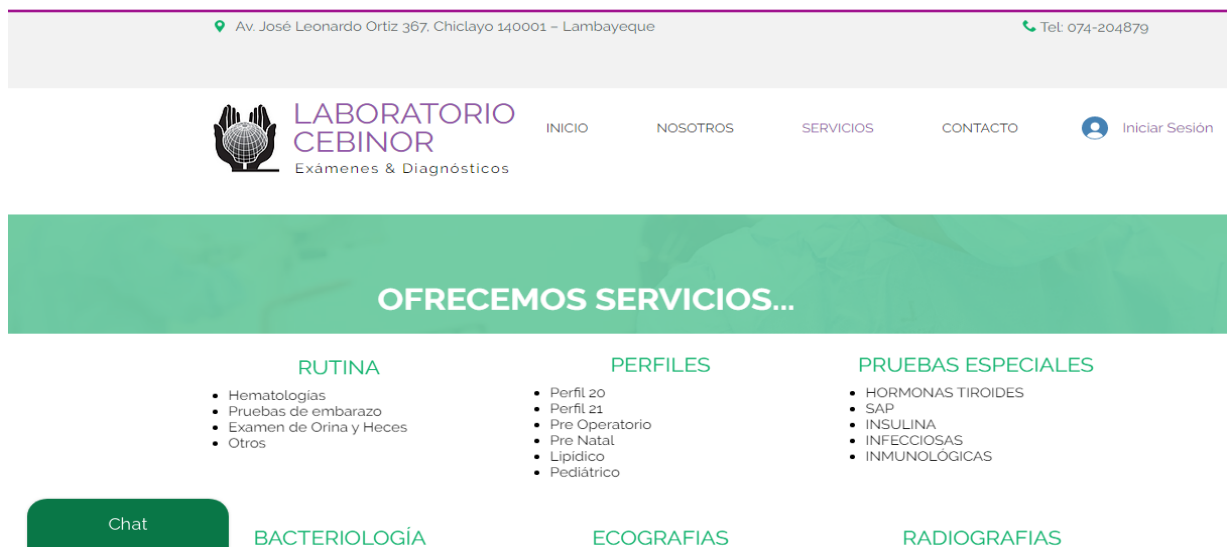 Av. José Leonardo Ortiz 367, Chiclayo 140001 – Lambayeque
Tel: 074-204879
LABORATORIO
CEBINOR
Exámenes & Diagnósticos
INICIO
NOSOTROS
SERVICIOS
CONTACTO
Iniciar Sesión
OFRECEMOS SERVICIOS...
RUTINA
Hematologías
Pruebas de embarazo
Examen de Orina y Heces
Otros
PERFILES
Perfil 20
Perfil 21
Pre Operatorio
Pre Natal
Lipídico
Pediátrico
PRUEBAS ESPECIALES
HORMONAS TIROIDES
SAP
INSULINA
INFECCIOSAS
INMUNOLÓGICAS
Chat
BACTERIOLOGÍA
ECOGRAFIAS
RADIOGRAFIAS